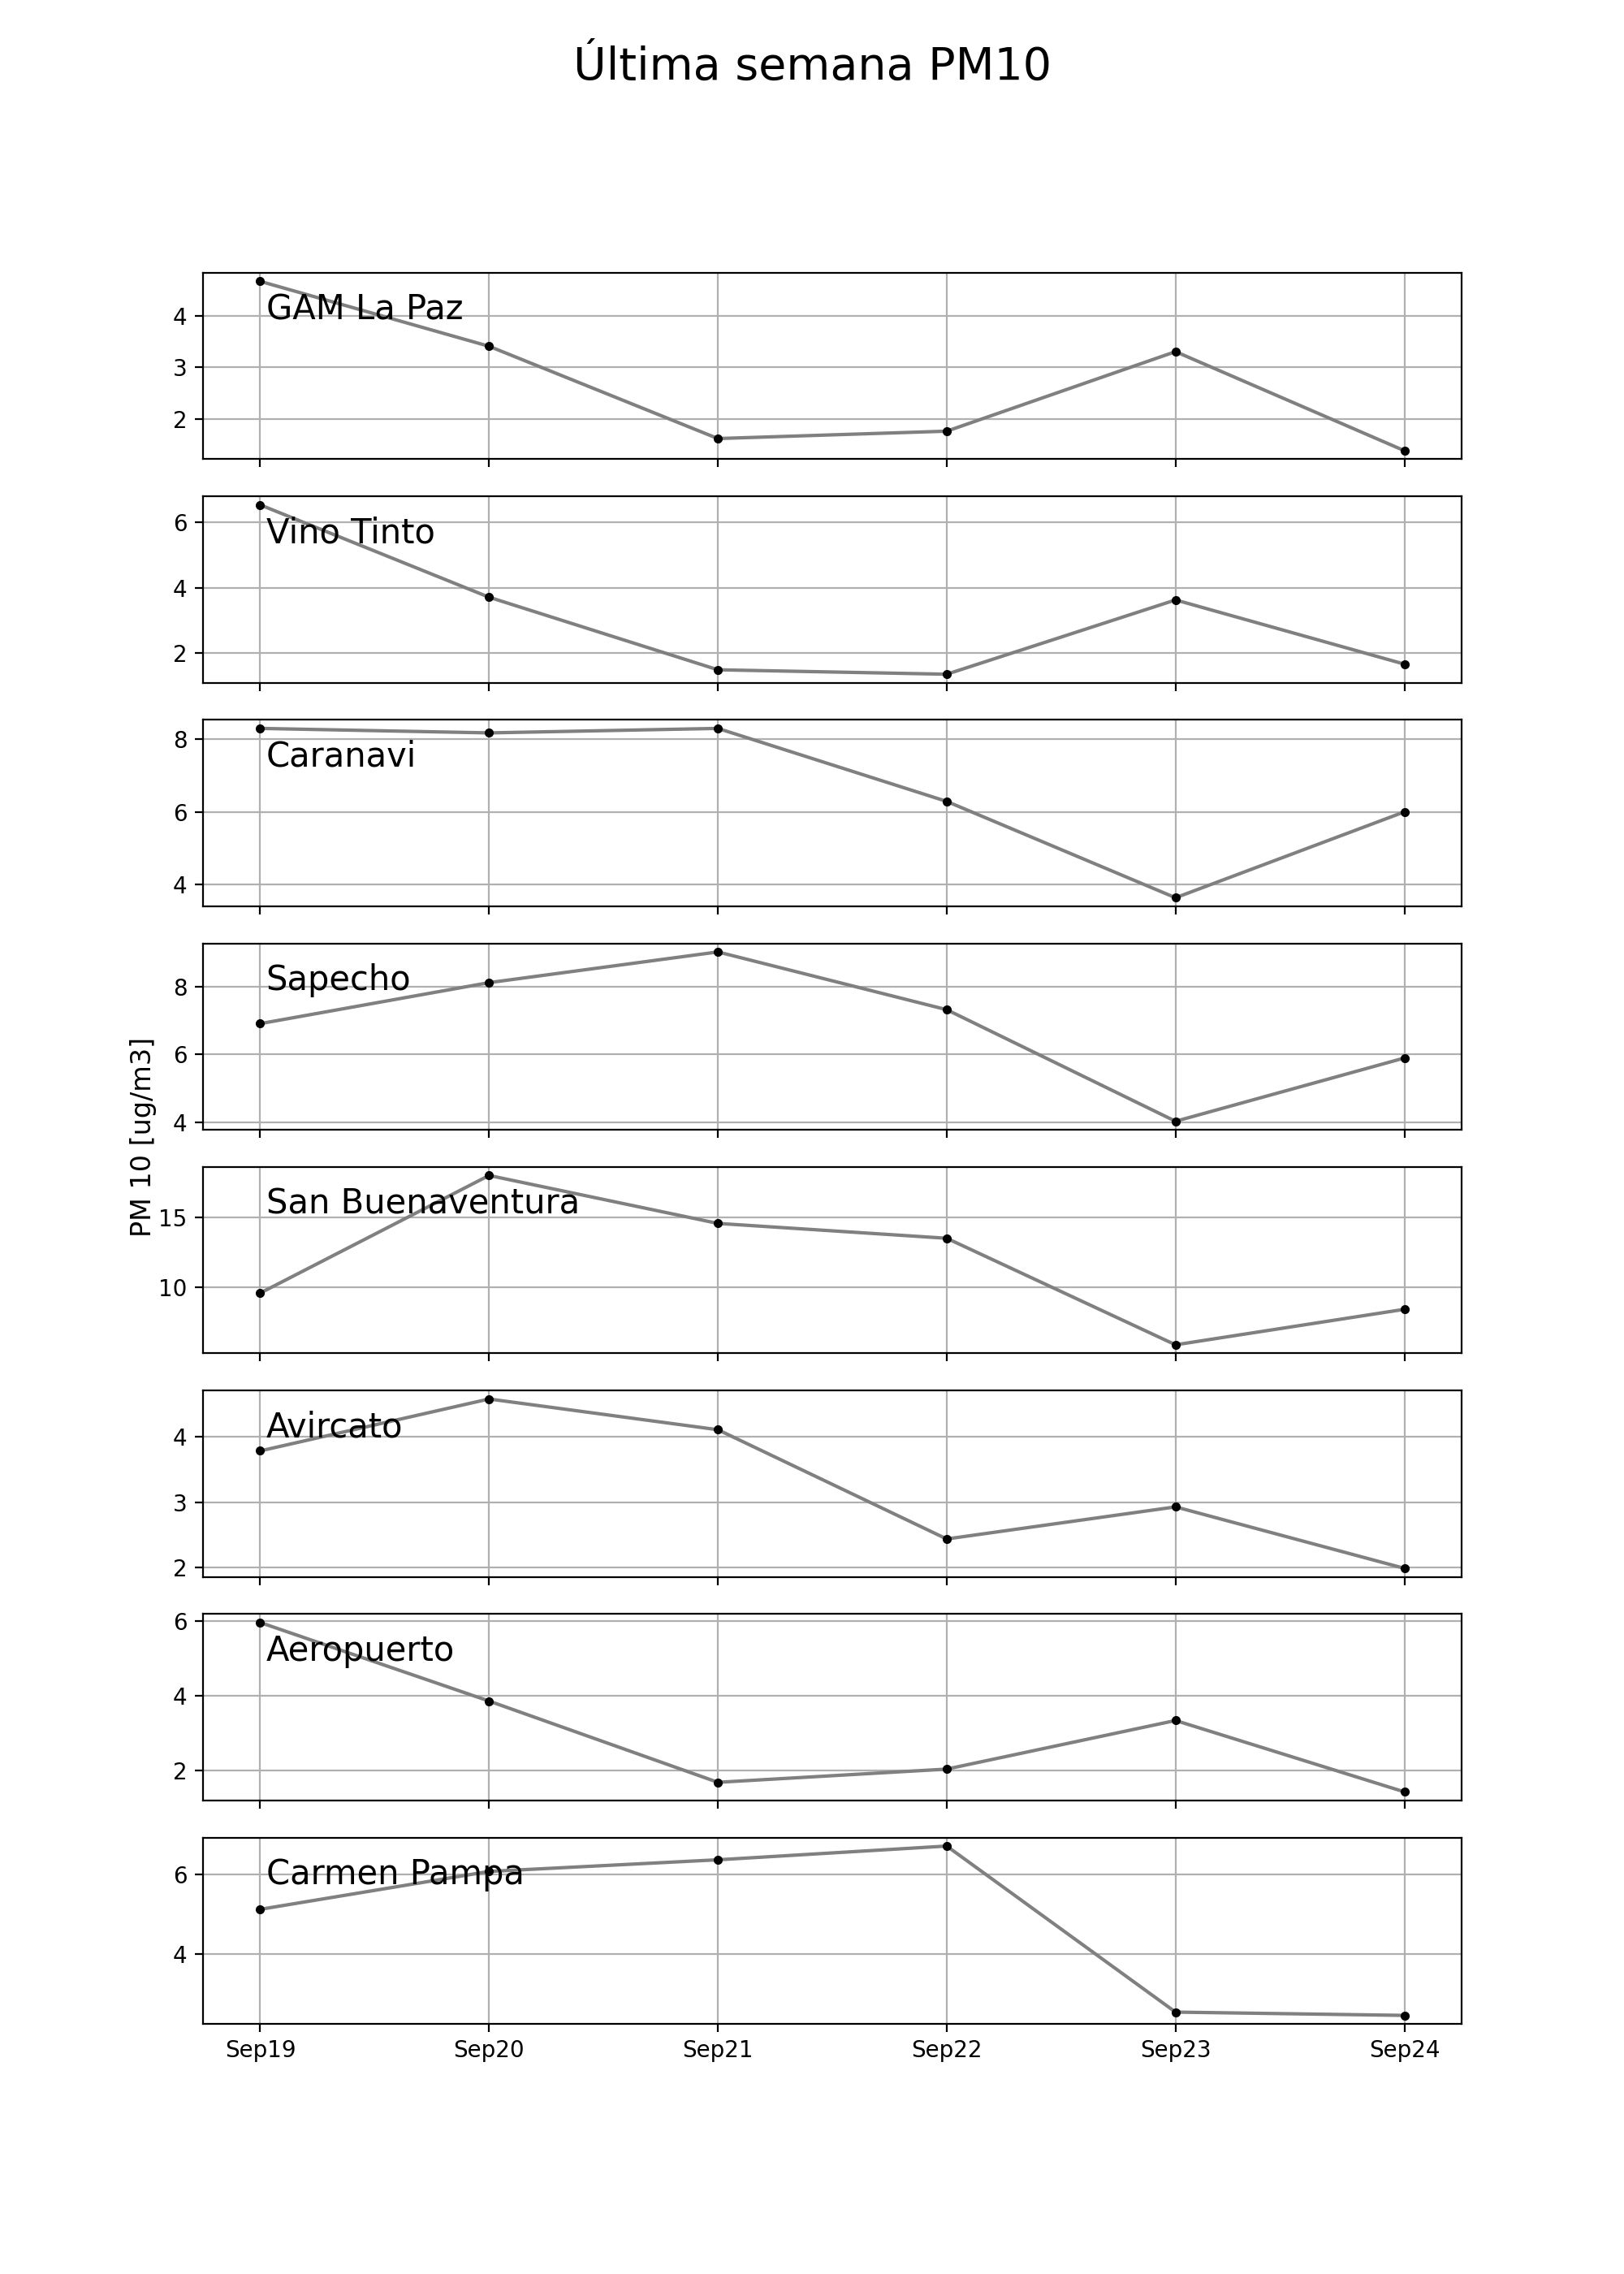 Última semana PM10
GAM La Paz
4
3
2
Vino Tinto
6
4
2
Caranavi
8
6
4
Sapecho
8
6
4
PM 10 [ug/m3]
San Buenaventura
15
10
Avircato
4
3
2
Aeropuerto
6
4
2
Carmen Pampa
6
4
Sep19 Sep20 Sep21 Sep22 Sep23 Sep24